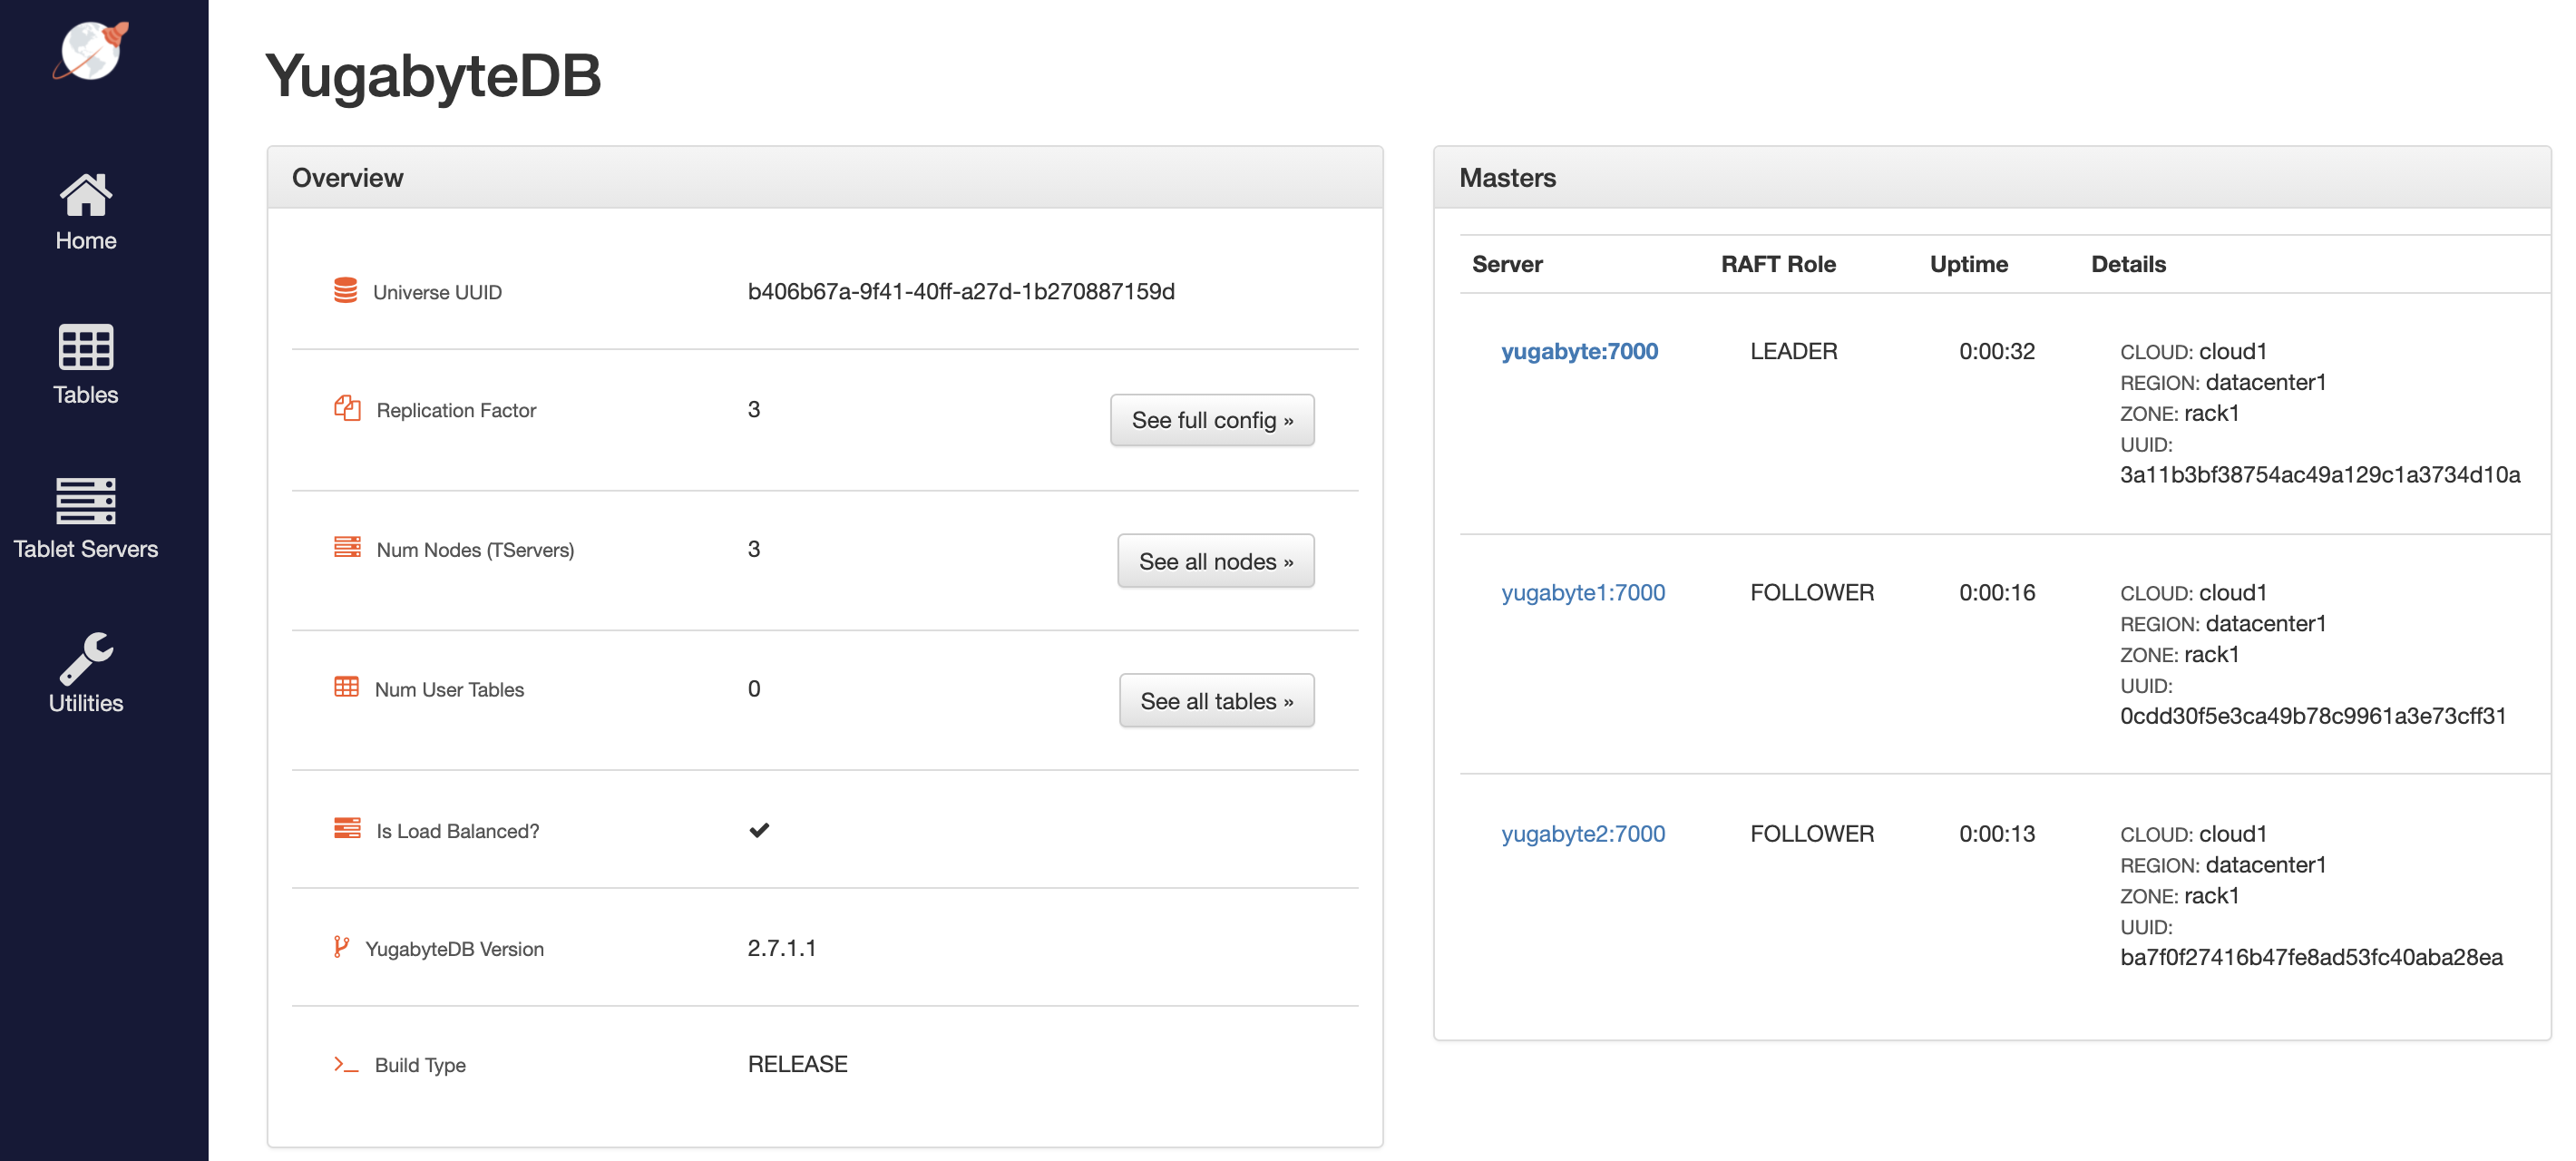 YugabyteDB
Home
Tables
Tablet Servers
Utilities
Overview
Universe UUID b406b67a-9f41-40ff-a27d-1b270887159d
Replication Factor 3 See full config »
Num Nodes (TServers) 3 See all nodes »
Num User Tables 0 See all tables »
Is Load Balanced? ✔
YugabyteDB Version 2.7.1.1
Build Type RELEASE
Masters
Server RAFT Role Uptime Details
yugabyte:7000 LEADER 0:00:32 CLOUD: cloud1
REGION: datacenter1
ZONE: rack1
UUID:
3a11b3bf38754ac49a129c1a3734d10a
yugabyte1:7000 FOLLOWER 0:00:16 CLOUD: cloud1
REGION: datacenter1
ZONE: rack1
UUID:
0cdd30f5e3ca49b78c9961a3e73cff31
yugabyte2:7000 FOLLOWER 0:00:13 CLOUD: cloud1
REGION: datacenter1
ZONE: rack1
UUID:
ba7f0f27416b47fe8ad53fc40aba28ea